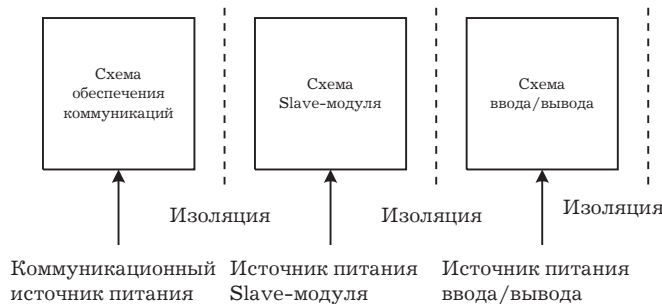 Схема
обеспечения
коммуникаций
Схема
Slave-модуля
Схема
ввода/вывода
Изоляция
Изоляция
Изоляция
Коммуникационный
источник питания
Источник питания
Slave-модуля
Источник питания
ввода/вывода